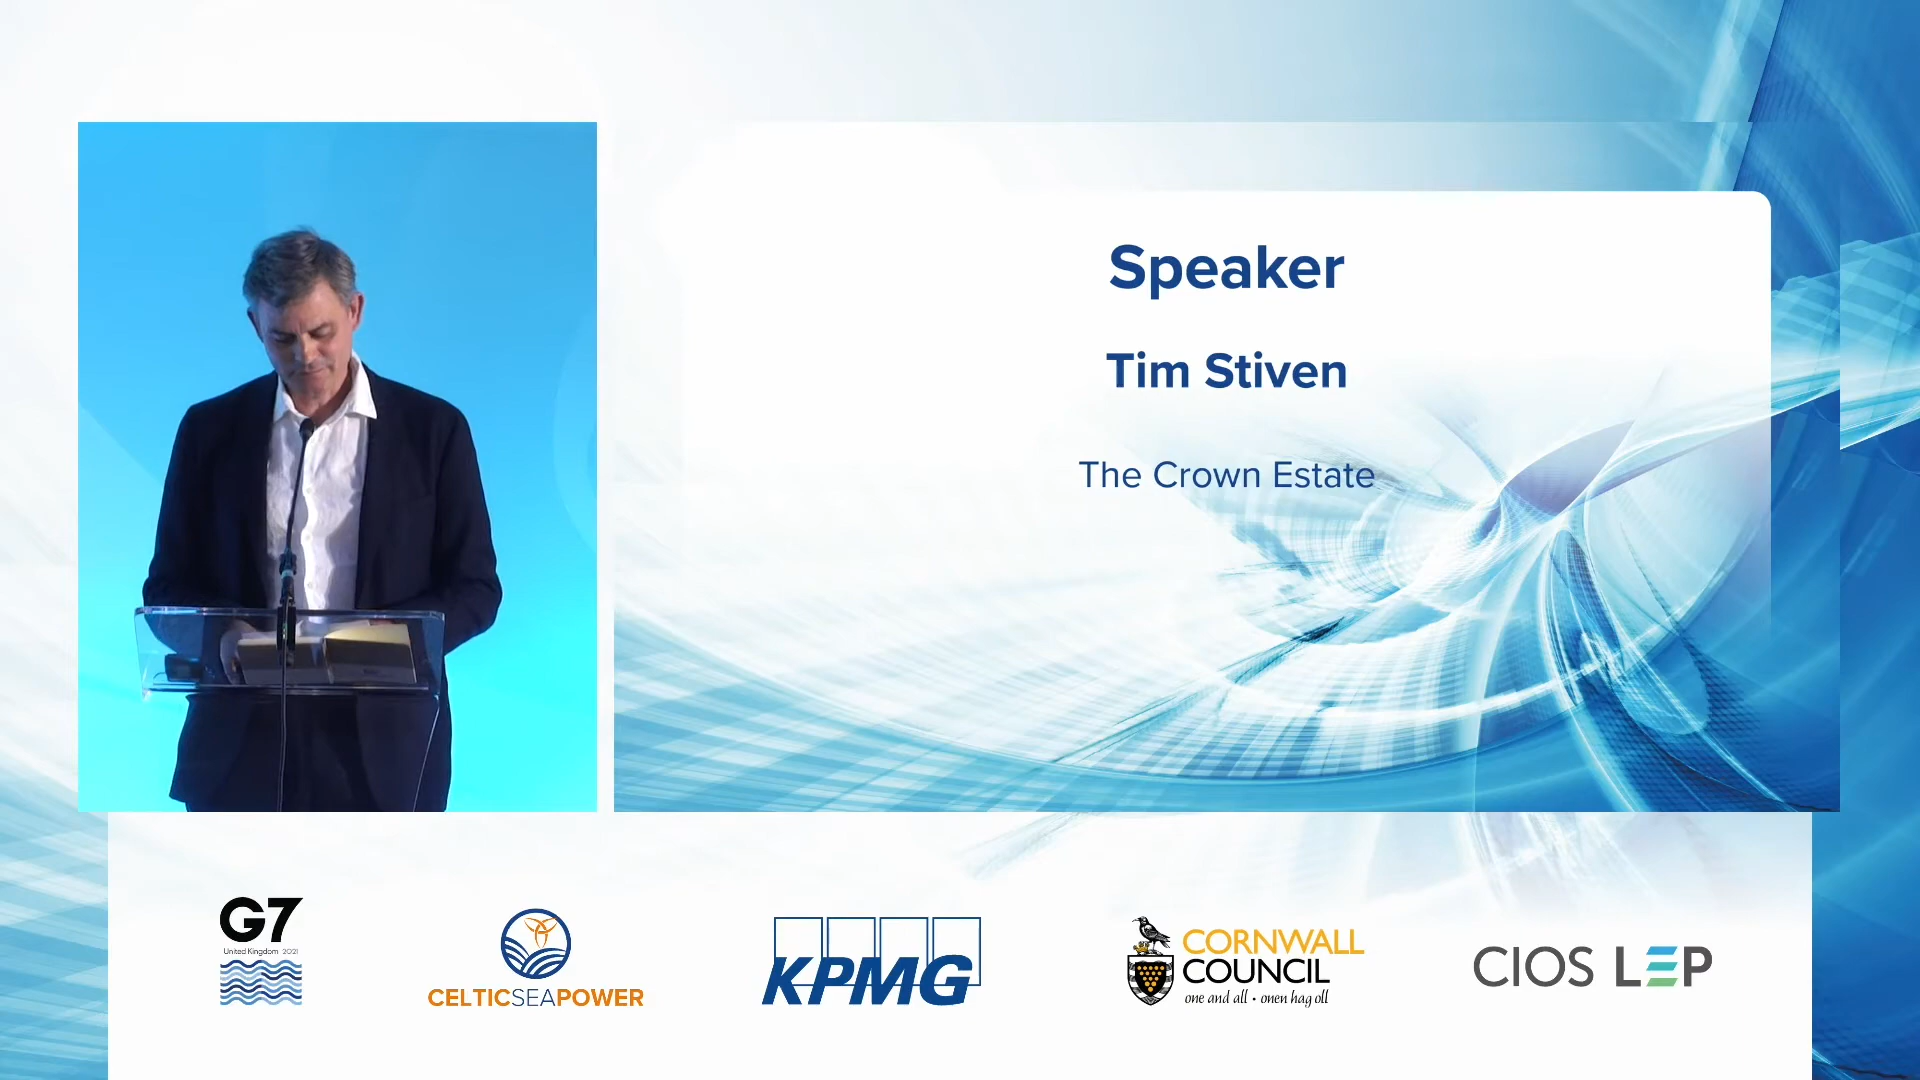 Speaker
Tim Stiven
The Crown Estate
G7
United Kingdom 2021
CELTICSEAPOWER
KPMG
CORNWALL
COUNCIL
one and all • onen hag oll
CIOS LEP